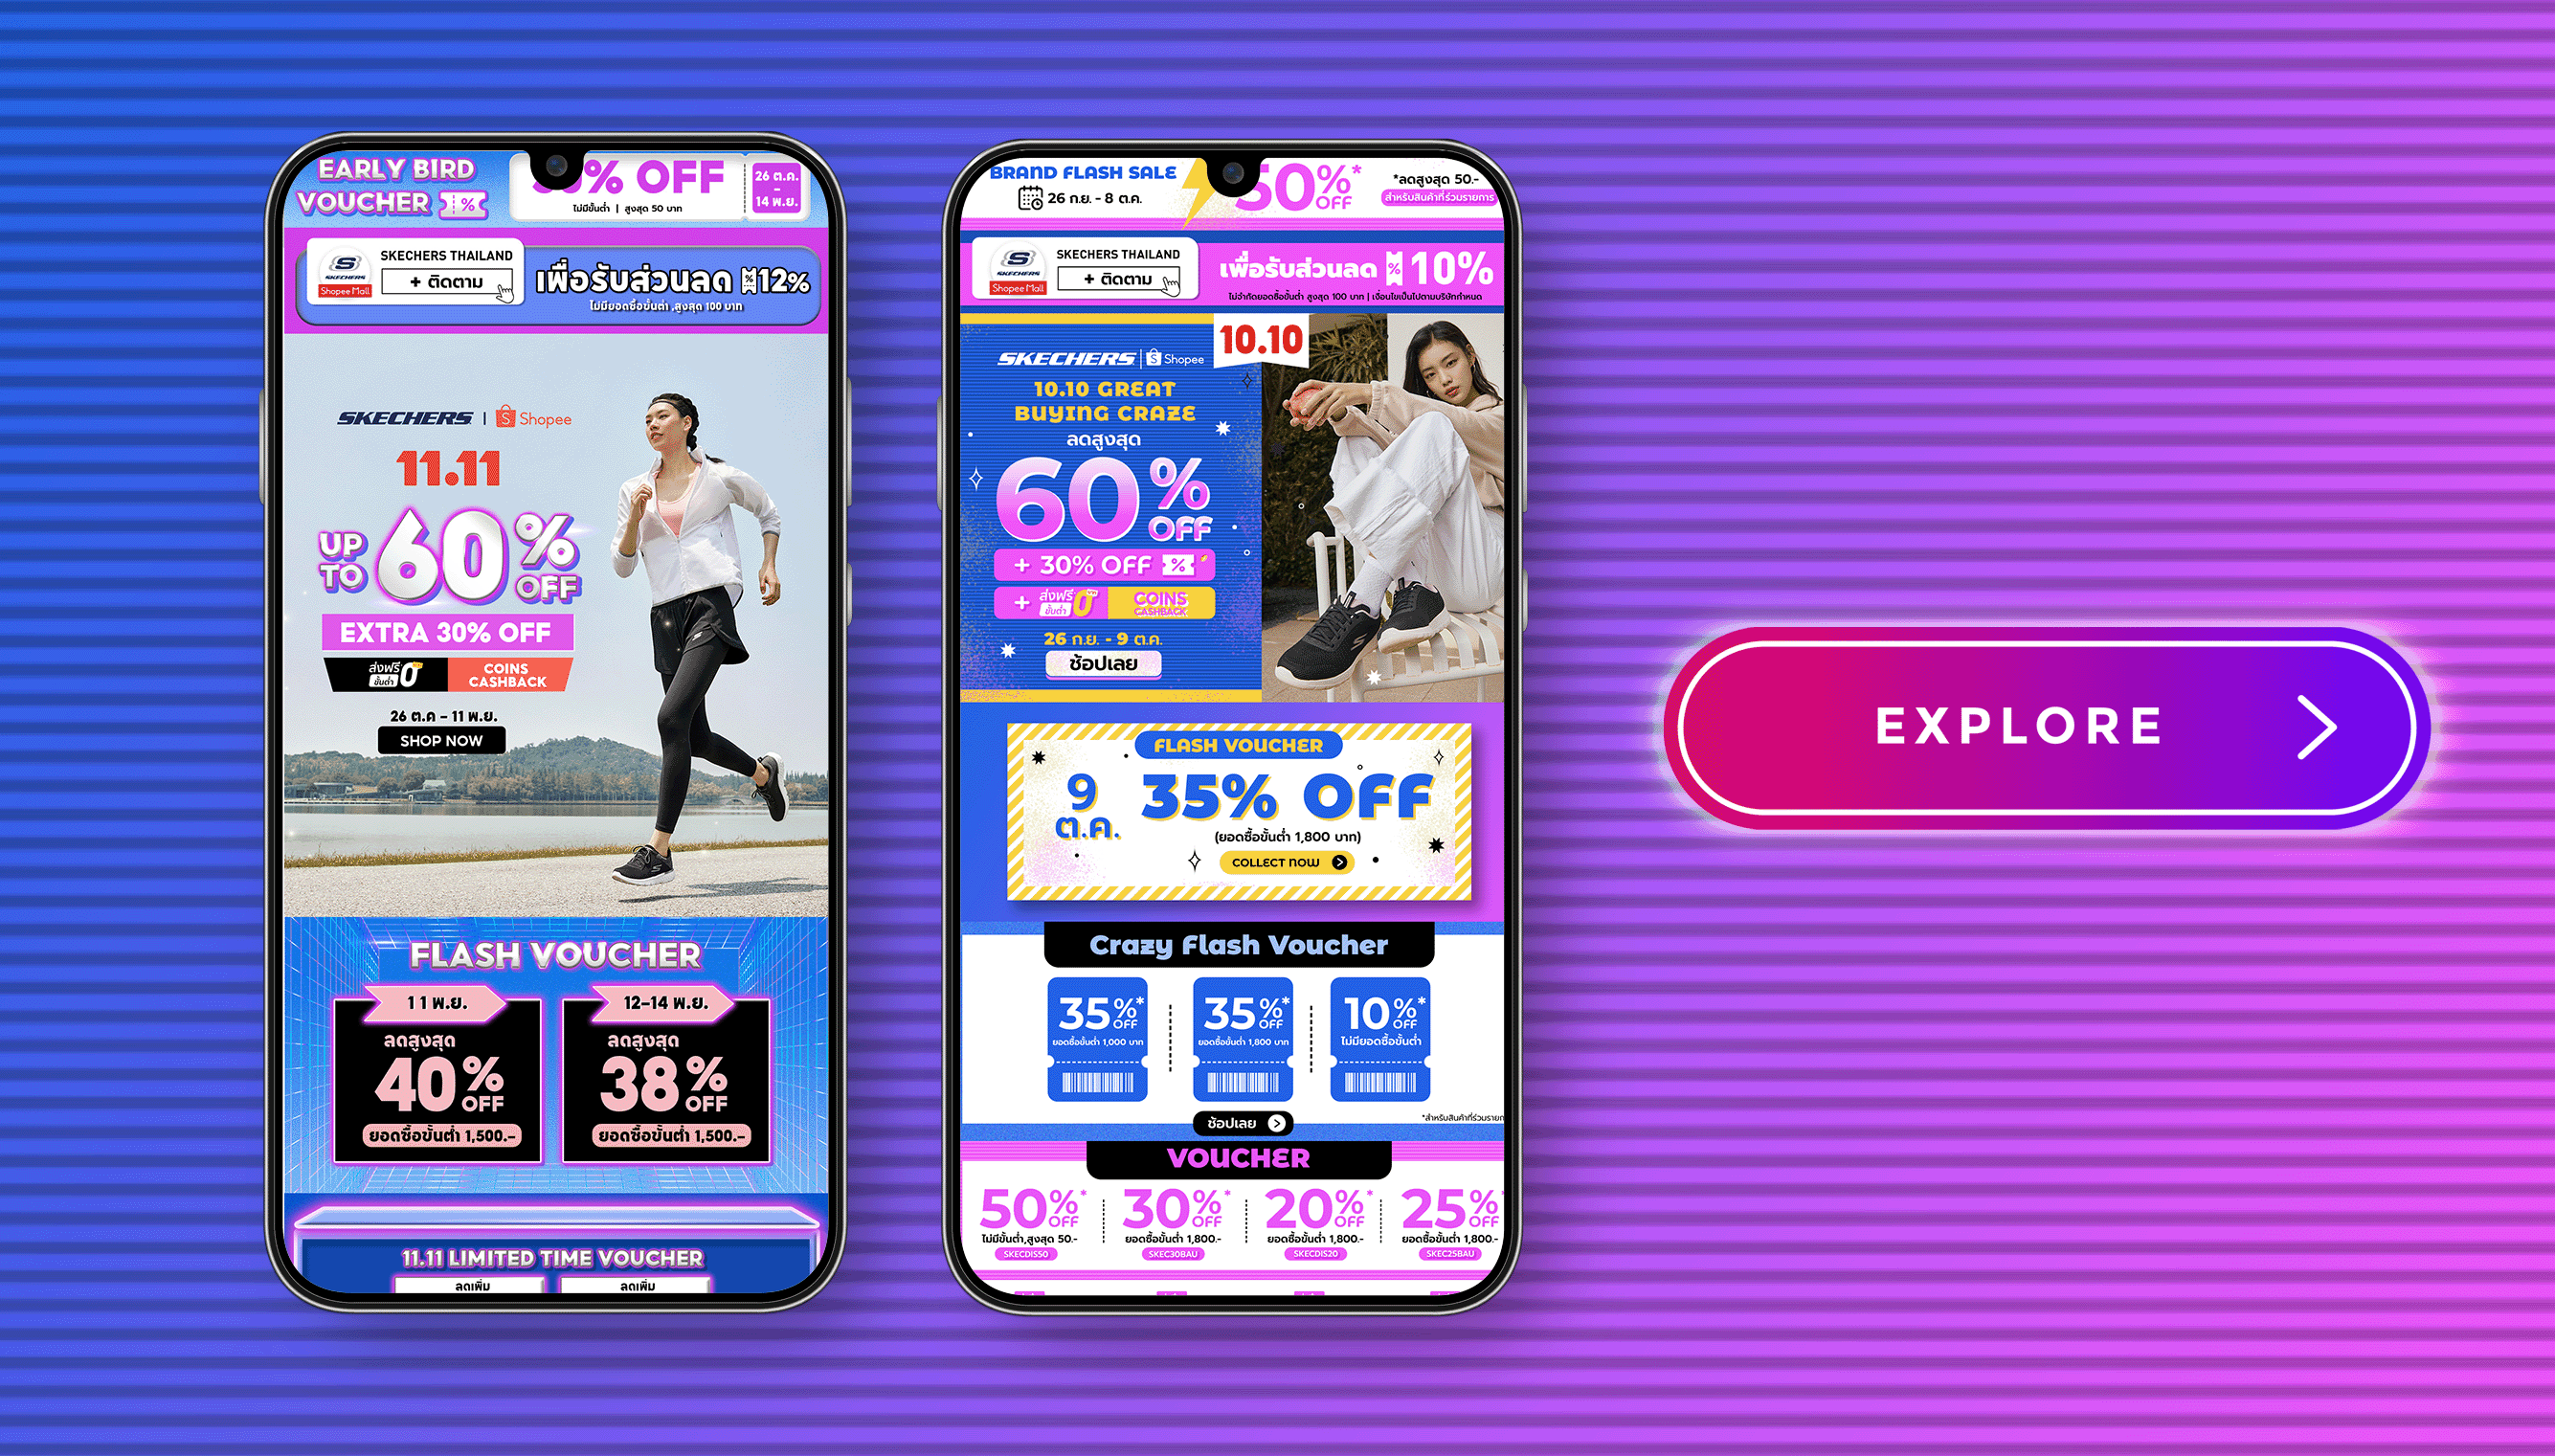 EARLY BIRD
VOUCHER %
% OFF
ไม่มีขั้นต่ำ | สูงสุด 50 บาท
26 ต.ค.
-
14 พ.ย.
SKECHERS
Shopee Mall
SKECHERS THAILAND
+ ติดตาม
เพื่อรับส่วนลด % 12%
ไม่มียอดซื้อขั้นต่ำ ,สูงสุด 100 บาท
SKECHERS | Shopee
11.11
UP TO 60% OFF
EXTRA 30% OFF
ส่งฟรี
ขั้นต่ำ 0
COINS
CASHBACK
26 ต.ค - 11 พ.ย.
SHOP NOW
FLASH VOUCHER
11 พ.ย.
ลดสูงสุด
40% OFF
ยอดซื้อขั้นต่ำ 1,500.-
12-14 พ.ย.
ลดสูงสุด
38% OFF
ยอดซื้อขั้นต่ำ 1,500.-
11.11 LIMITED TIME VOUCHER
ลดเพิ่ม
ลดเพิ่ม
BRAND FLASH SALE
26 ก.ย. - 8 ต.ค.
50%* OFF
*ลดสูงสุด 50.-
สำหรับสินค้าที่ร่วมรายการ
SKECHERS
Shopee Mall
SKECHERS THAILAND
+ ติดตาม
เพื่อรับส่วนลด % 10%
ไม่จำกัดยอดซื้อขั้นต่ำ สูงสุด 100 บาท | เงื่อนไขเป็นไปตามบริษัทกำหนด
SKECHERS | Shopee
10.10
10.10 GREAT
BUYING CRAZE
ลดสูงสุด
60% OFF
+ 30% OFF %
+ ส่งฟรี
ขั้นต่ำ 0
COINS
CASHBACK
26 ก.ย. - 9 ต.ค.
ช้อปเลย
FLASH VOUCHER
9
ต.ค.
35% OFF
(ยอดซื้อขั้นต่ำ 1,800 บาท)
COLLECT NOW
Crazy Flash Voucher
35%* OFF
ยอดซื้อขั้นต่ำ 1,000 บาท
35%* OFF
ยอดซื้อขั้นต่ำ 1,800 บาท
10%* OFF
ไม่มียอดซื้อขั้นต่ำ
ช้อปเลย
*สำหรับสินค้าที่ร่วมรายก
VOUCHER
50%* OFF
ไม่มีขั้นต่ำ,สูงสุด 50.-
SKECDIS50
30%* OFF
ยอดซื้อขั้นต่ำ 1,800.-
SKEC30BAU
20%* OFF
ยอดซื้อขั้นต่ำ 1,800.-
SKECDIS20
25%* OFF
ยอดซื้อขั้นต่ำ 1,800.-
SKEC25BAU
EXPLORE